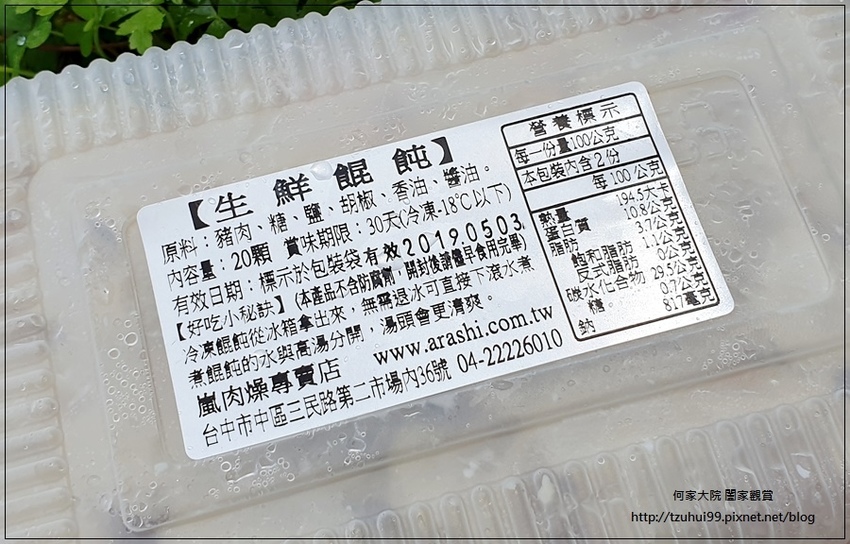 【生鮮餛飩】
原料：豬肉、糖、鹽、胡椒、香油、醬油。
內容量：20顆 賞味期限：30天(冷凍-18℃以下)
有效日期：標示於包裝袋有效20190503
【好吃小秘訣】(本產品不含防腐劑，開封後請儘早食用完畢)
冷凍餛飩從冰箱拿出來，無需退冰可直接下滾水煮
煮餛飩的水與高湯分開，湯頭會更清爽。
嵐肉燥專賣店 www.arashi.com.tw
台中市中區三民路第二市場內36號 04-22226010
營養標示
每一份量100公克
本包裝內含2份
每100公克
熱量 194.5大卡
蛋白質 10.8公克
脂肪 3.7公克
飽和脂肪 1.1公克
反式脂肪 0公克
碳水化合物 29.5公克
糖 0.7公克
鈉 817毫克
何家大院 闔家觀賞
http://tzuhui99.pixnet.net/blog